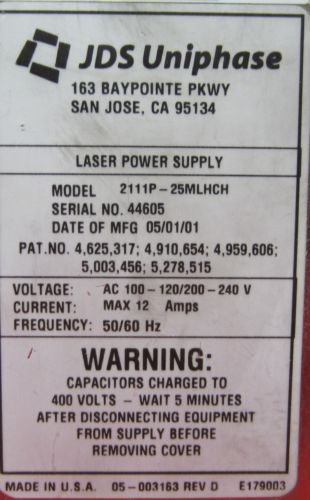 JDS Uniphase
163 BAYPOINTE PKWY
SAN JOSE, CA 95134
LASER POWER SUPPLY
MODEL 2111P-25MLHCH
SERIAL NO. 44605
DATE OF MFG 05/01/01
PAT.NO. 4,625,317; 4,910,654; 4,959,606;
5,003,456; 5,278,515
VOLTAGE: AC 100-120/200-240 V
CURRENT: MAX 12 Amps
FREQUENCY: 50/60 Hz
WARNING:
CAPACITORS CHARGED TO
400 VOLTS - WAIT 5 MINUTES
AFTER DISCONNECTING EQUIPMENT
FROM SUPPLY BEFORE
REMOVING COVER
MADE IN U.S.A. 05-003163 REV D E179003